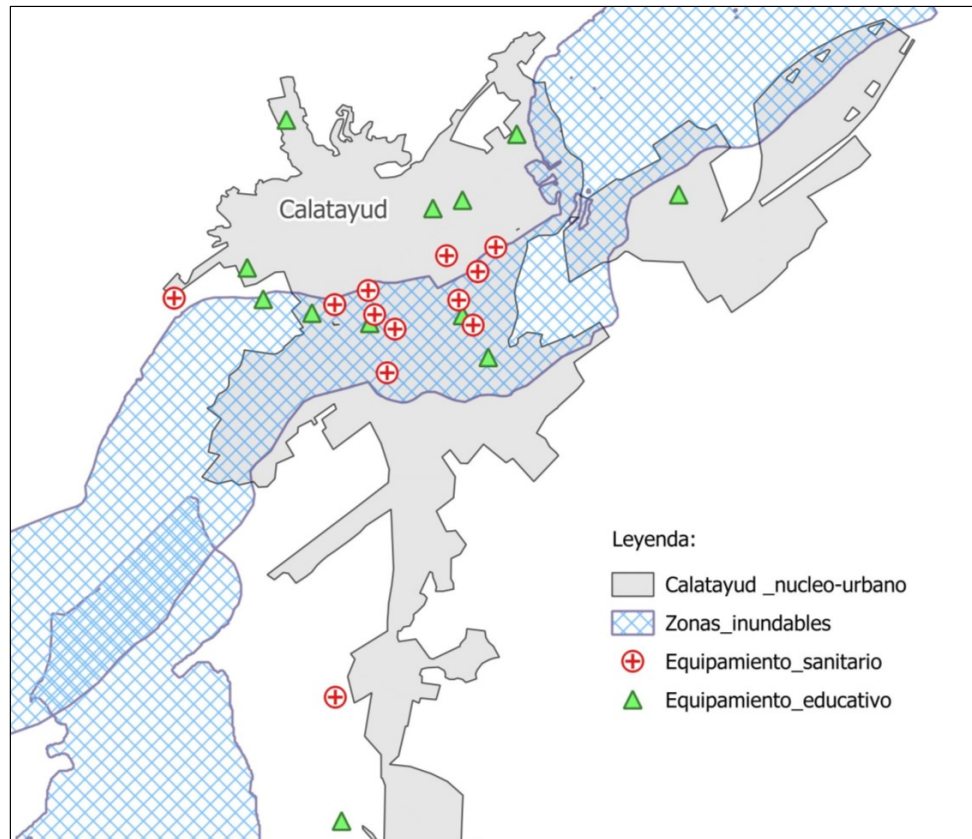 Calatayud
Leyenda:
Calatayud _nucleo-urbano
Zonas_inundables
Equipamiento_sanitario
Equipamiento_educativo